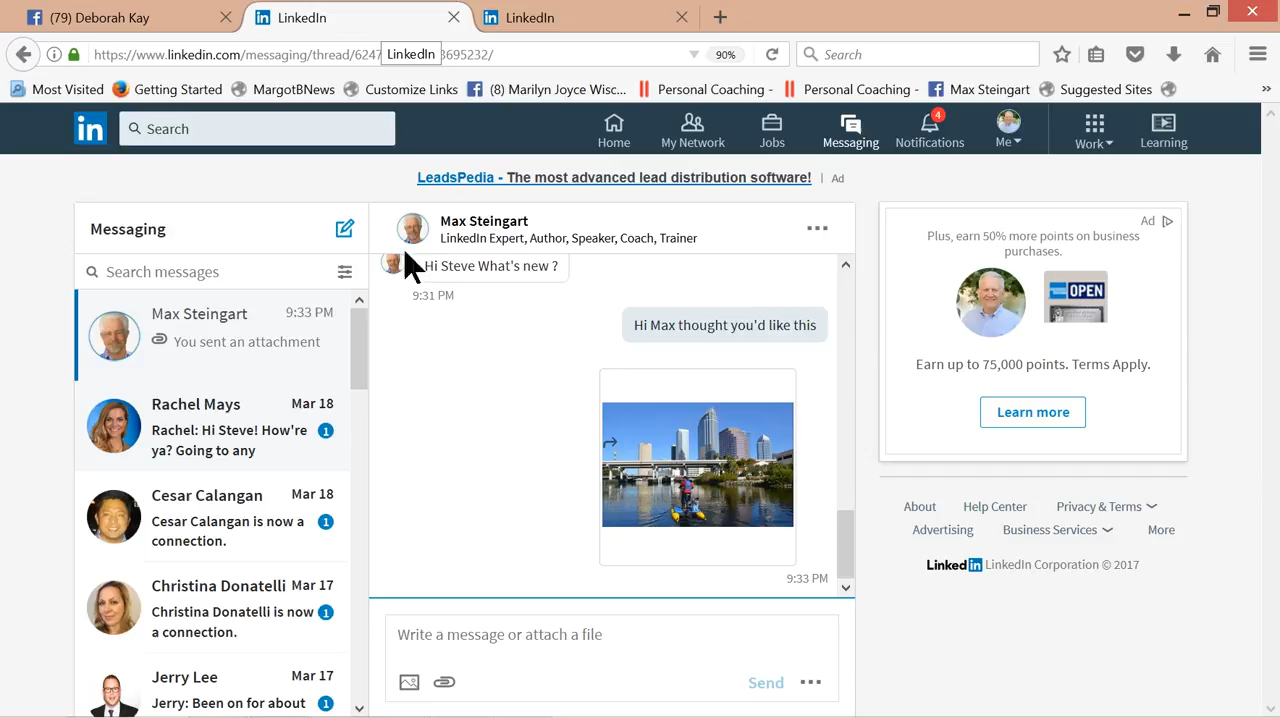 (79) Deborah Kay
LinkedIn
LinkedIn
https://www.linkedin.com/messaging/thread/6247
LinkedIn
3695232/
90%
Search
Most Visited
Getting Started
MargotBNews
Customize Links
(8) Marilyn Joyce Wisc...
Personal Coaching -
Personal Coaching -
Max Steingart
Suggested Sites
»
in
Search
Home
My Network
Jobs
Messaging
4
Notifications
Me
Work
Learning
LeadsPedia - The most advanced lead distribution software! | Ad
Messaging
Search messages
Max Steingart
9:33 PM
You sent an attachment
Rachel Mays
Mar 18
Rachel: Hi Steve! How're
ya? Going to any
1
Cesar Calangan
Mar 18
Cesar Calangan is now a
connection.
1
Christina Donatelli
Mar 17
Christina Donatelli is now
a connection.
1
Jerry Lee
Mar 17
Jerry: Been on for about
1
Max Steingart
LinkedIn Expert, Author, Speaker, Coach, Trainer
Hi Steve What's new ?
9:31 PM
Hi Max thought you'd like this
9:33 PM
Write a message or attach a file
Send
Ad
Plus, earn 50% more points on business
purchases.
OPEN
Earn up to 75,000 points. Terms Apply.
Learn more
About
Help Center
Privacy & Terms
Advertising
Business Services
More
Linked in LinkedIn Corporation © 2017